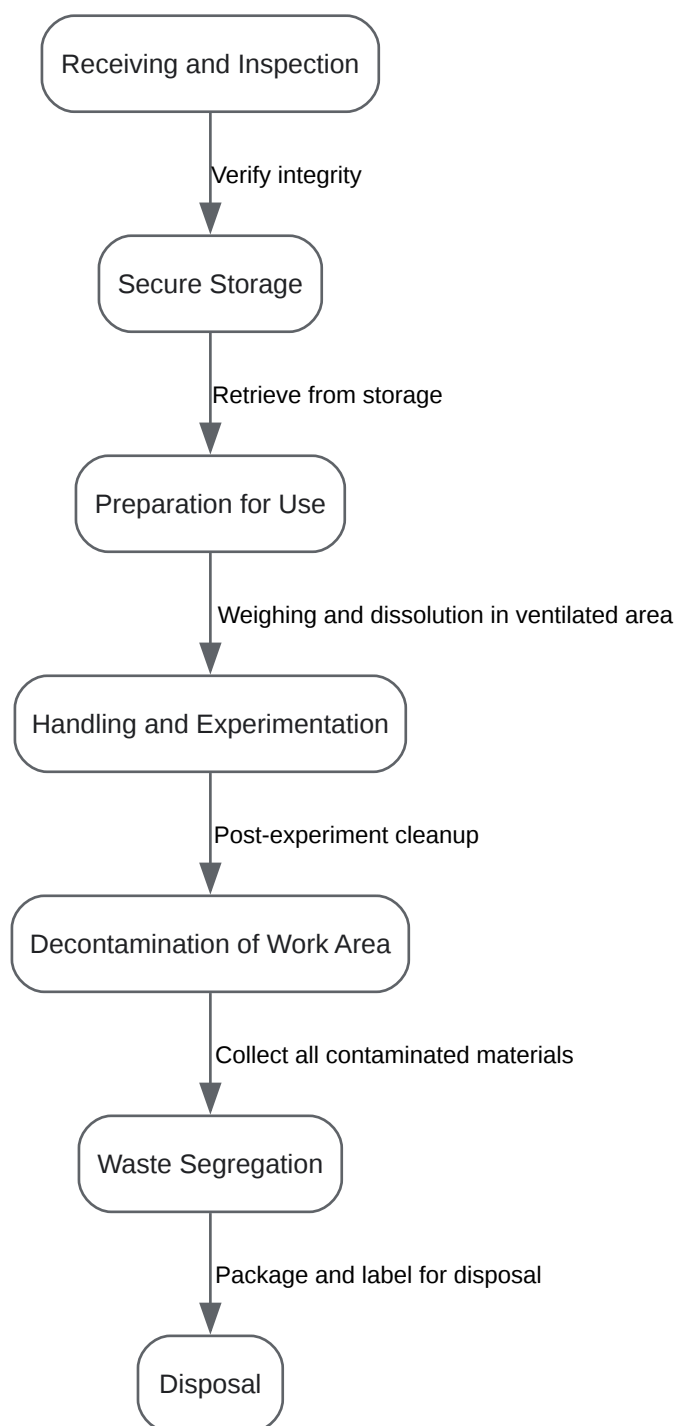 Receiving and Inspection
Verify integrity
Secure Storage
Retrieve from storage
Preparation for Use
Weighing and dissolution in ventilated area
Handling and Experimentation
Post-experiment cleanup
Decontamination of Work Area
Collect all contaminated materials
Waste Segregation
Package and label for disposal
Disposal